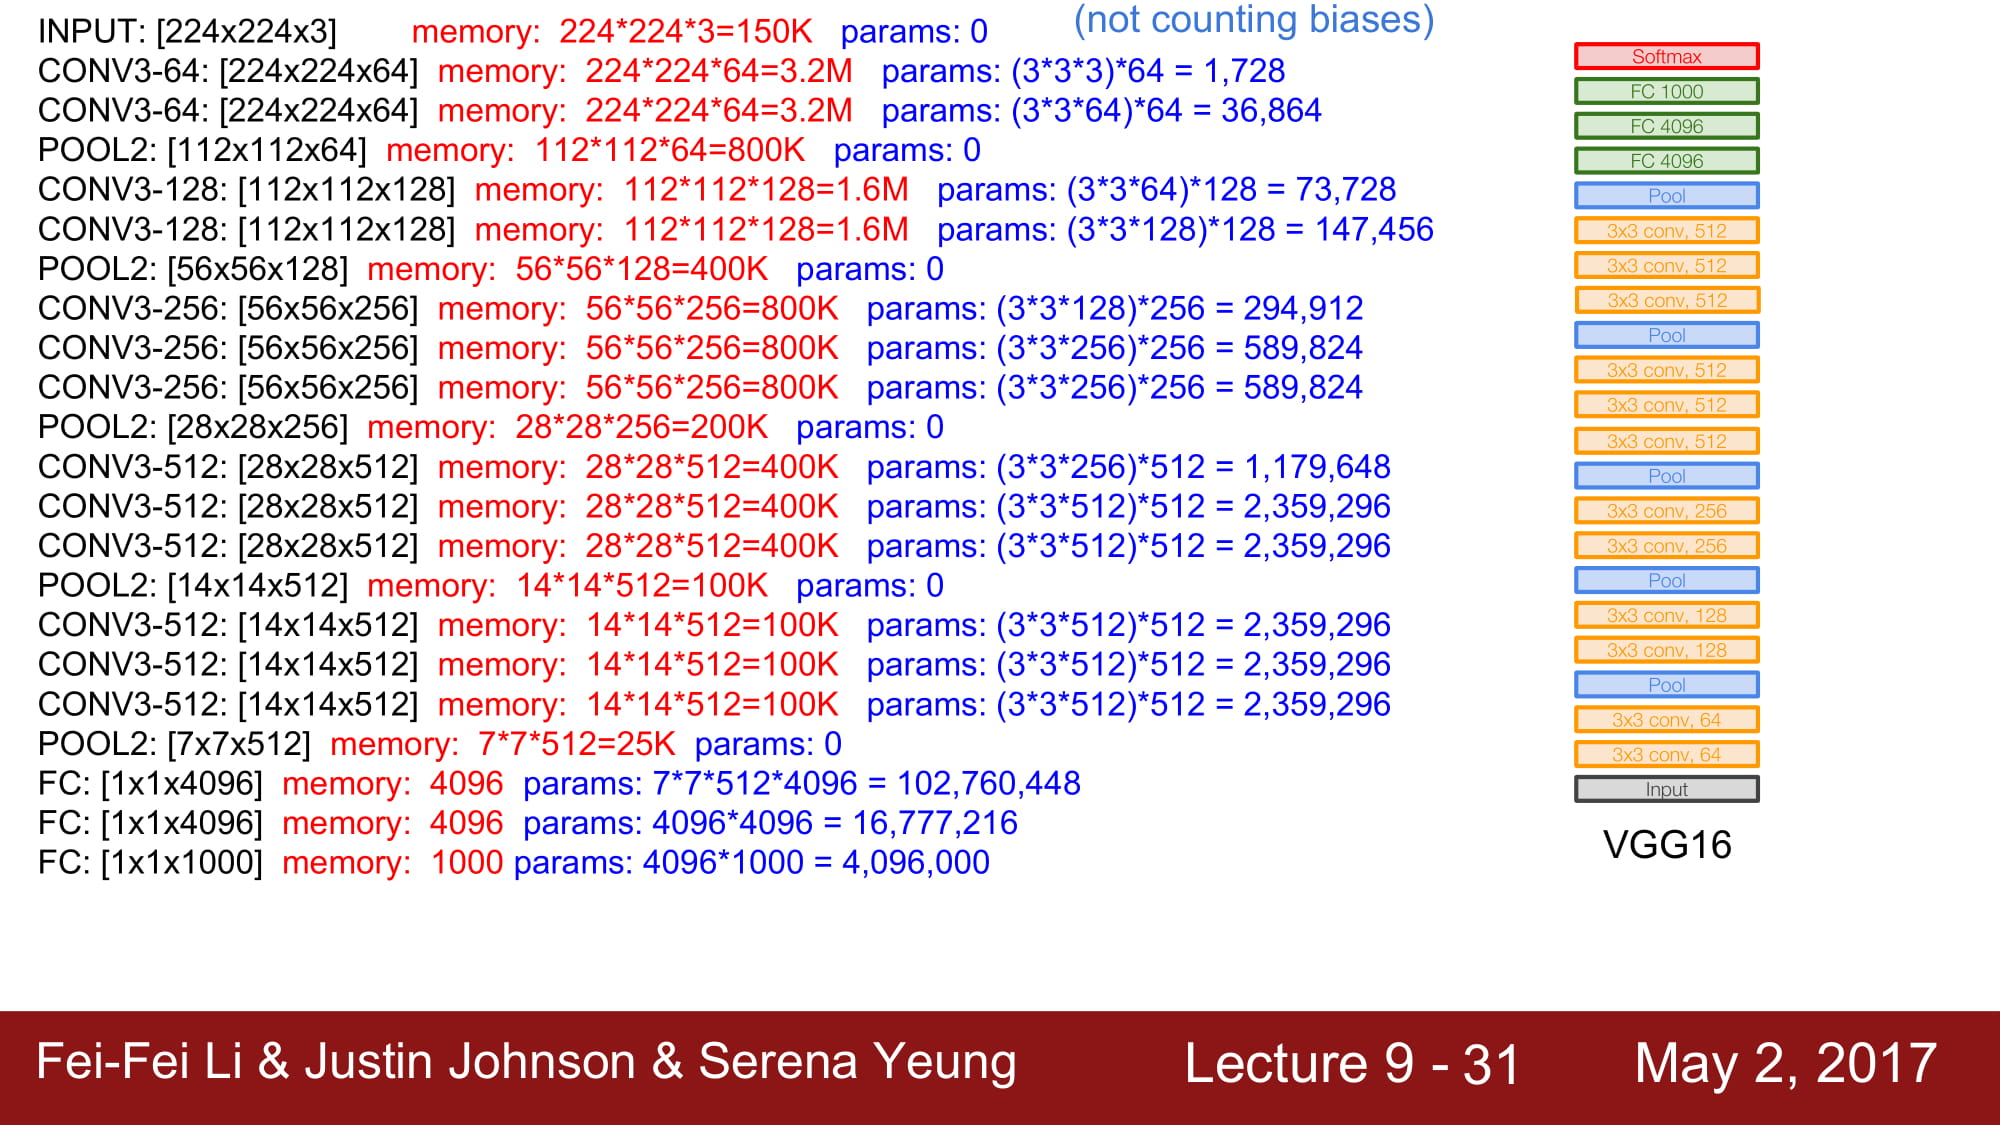 (not counting biases)
INPUT: [224x224x3] memory: 224*224*3=150K params: 0
CONV3-64: [224x224x64] memory: 224*224*64=3.2M params: (3*3*3)*64 = 1,728
CONV3-64: [224x224x64] memory: 224*224*64=3.2M params: (3*3*64)*64 = 36,864
POOL2: [112x112x64] memory: 112*112*64=800K params: 0
CONV3-128: [112x112x128] memory: 112*112*128=1.6M params: (3*3*64)*128 = 73,728
CONV3-128: [112x112x128] memory: 112*112*128=1.6M params: (3*3*128)*128 = 147,456
POOL2: [56x56x128] memory: 56*56*128=400K params: 0
CONV3-256: [56x56x256] memory: 56*56*256=800K params: (3*3*128)*256 = 294,912
CONV3-256: [56x56x256] memory: 56*56*256=800K params: (3*3*256)*256 = 589,824
CONV3-256: [56x56x256] memory: 56*56*256=800K params: (3*3*256)*256 = 589,824
POOL2: [28x28x256] memory: 28*28*256=200K params: 0
CONV3-512: [28x28x512] memory: 28*28*512=400K params: (3*3*256)*512 = 1,179,648
CONV3-512: [28x28x512] memory: 28*28*512=400K params: (3*3*512)*512 = 2,359,296
CONV3-512: [28x28x512] memory: 28*28*512=400K params: (3*3*512)*512 = 2,359,296
POOL2: [14x14x512] memory: 14*14*512=100K params: 0
CONV3-512: [14x14x512] memory: 14*14*512=100K params: (3*3*512)*512 = 2,359,296
CONV3-512: [14x14x512] memory: 14*14*512=100K params: (3*3*512)*512 = 2,359,296
CONV3-512: [14x14x512] memory: 14*14*512=100K params: (3*3*512)*512 = 2,359,296
POOL2: [7x7x512] memory: 7*7*512=25K params: 0
FC: [1x1x4096] memory: 4096 params: 7*7*512*4096 = 102,760,448
FC: [1x1x4096] memory: 4096 params: 4096*4096 = 16,777,216
FC: [1x1x1000] memory: 1000 params: 4096*1000 = 4,096,000
Softmax
FC 1000
FC 4096
FC 4096
Pool
3x3 conv, 512
3x3 conv, 512
3x3 conv, 512
Pool
3x3 conv, 512
3x3 conv, 512
3x3 conv, 512
Pool
3x3 conv, 256
3x3 conv, 256
Pool
3x3 conv, 128
3x3 conv, 128
Pool
3x3 conv, 64
3x3 conv, 64
Input
VGG16
Fei-Fei Li & Justin Johnson & Serena Yeung Lecture 9 - 31 May 2, 2017